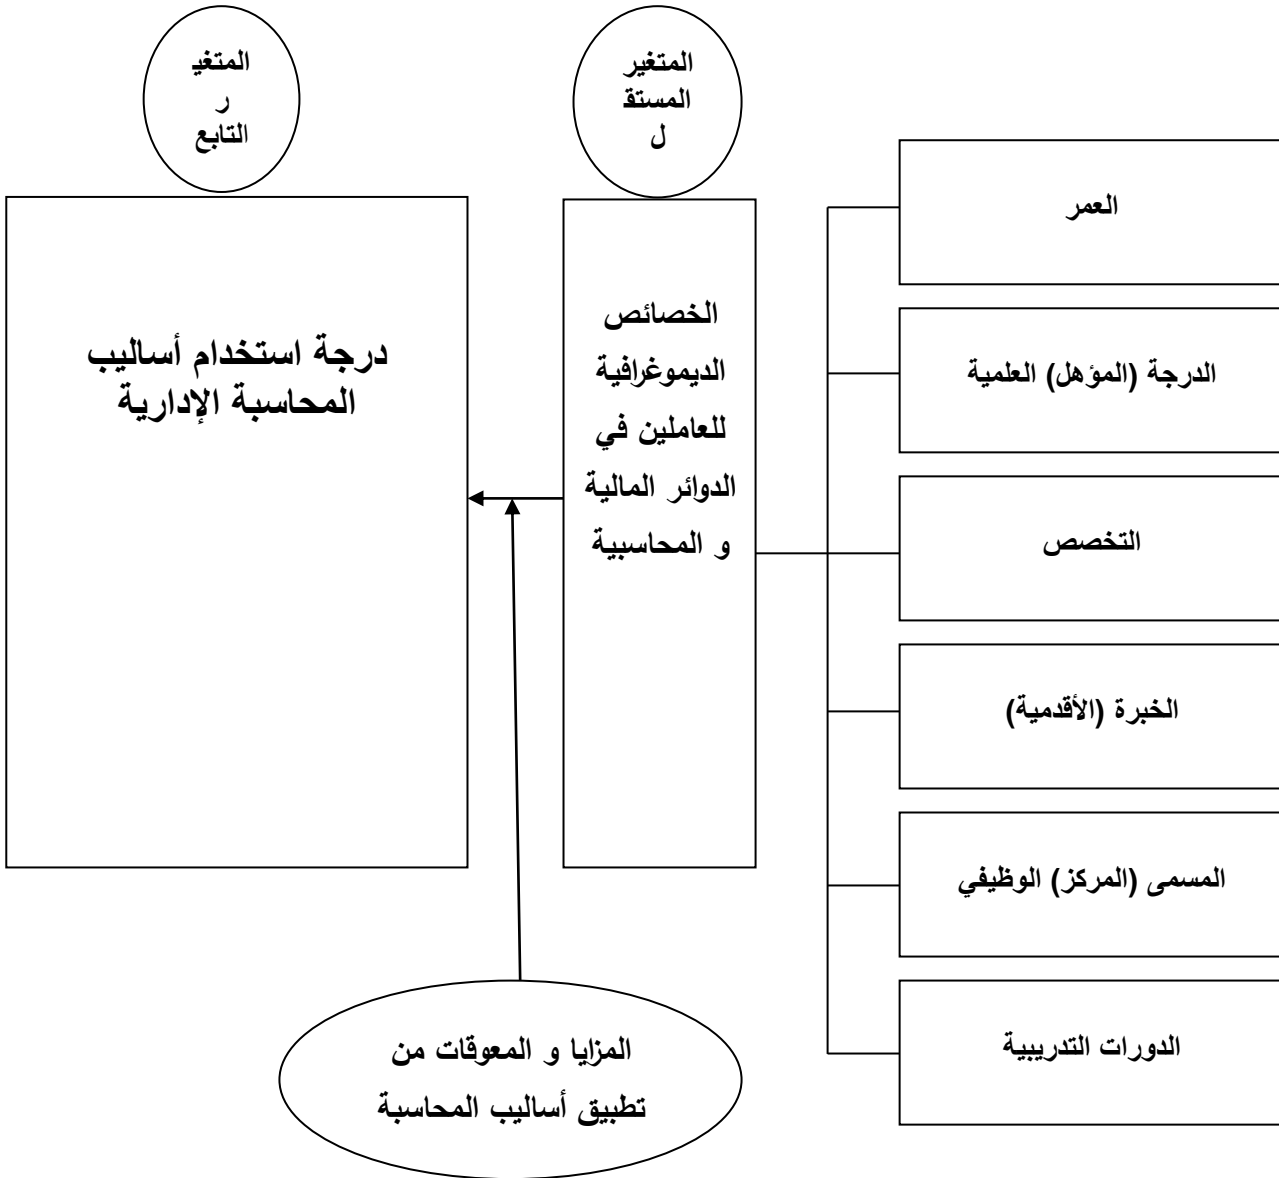 المتغير
المستق
ل
المتغي
ر
التابع
العمر
الدرجة (المؤهل) العلمية
التخصص
الخبرة (الأقدمية)
المسمى (المركز) الوظيفي
الدورات التدريبية
الخصائص
الديموغرافية
للعاملين في
الدوائر المالية
و المحاسبية
درجة استخدام أساليب
المحاسبة الإدارية
المزايا و المعوقات من
تطبيق أساليب المحاسبة